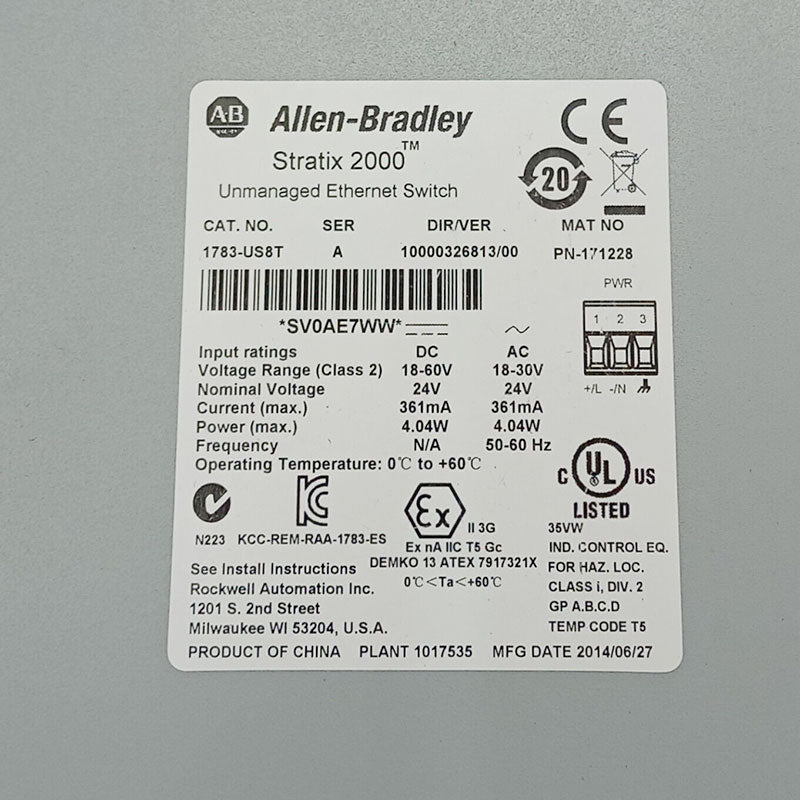 AB Allen-Bradley CE
Stratix 2000™
Unmanaged Ethernet Switch
20
CAT. NO. SER DIR/VER MAT NO
1783-US8T A 10000326813/00 PN-171228
PWR
1 2 3
+/L -/N
*SV0AE7WW*
Input ratings DC AC
Voltage Range (Class 2) 18-60V 18-30V
Nominal Voltage 24V 24V
Current (max.) 361mA 361mA
Power (max.) 4.04W 4.04W
Frequency N/A 50-60 Hz
Operating Temperature: 0℃ to +60℃
N223 KCC-REM-RAA-1783-ES
Ex II 3G
Ex nA IIC T5 Gc
DEMKO 13 ATEX 7917321X
0℃<Ta<+60℃
C UL US
LISTED
35VW
IND. CONTROL EQ.
FOR HAZ. LOC.
CLASS i, DIV. 2
GP A.B.C.D
TEMP CODE T5
See Install Instructions
Rockwell Automation Inc.
1201 S. 2nd Street
Milwaukee WI 53204, U.S.A.
PRODUCT OF CHINA PLANT 1017535 MFG DATE 2014/06/27